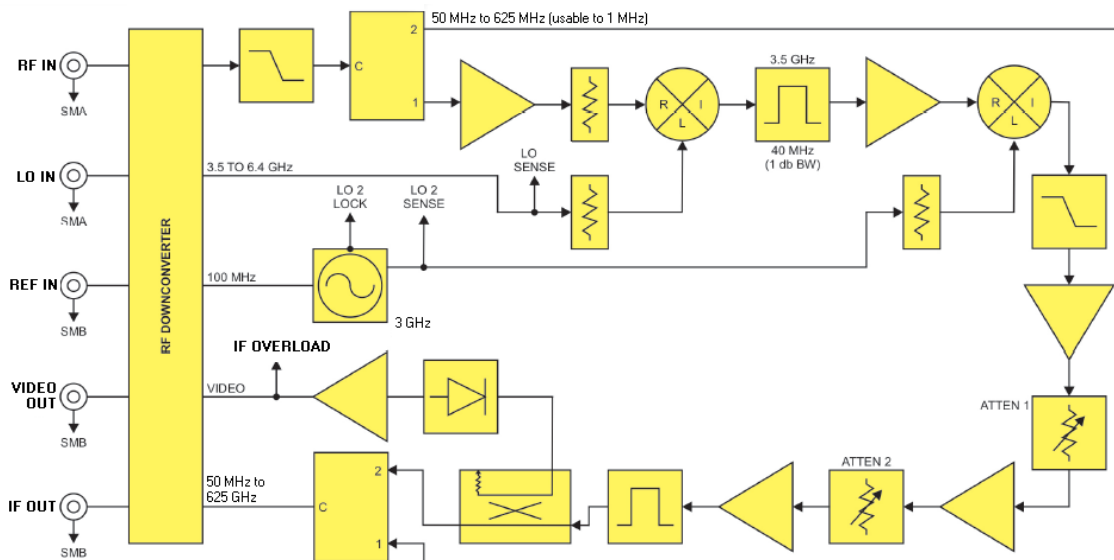 50 MHz to 625 MHz (usable to 1 MHz)
2
RF IN
SMA
C
1
R
I
L
3.5 GHz
40 MHz
(1 db BW)
R
I
L
LO IN
SMA
3.5 TO 6.4 GHz
LO
SENSE
LO 2
LOCK
LO 2
SENSE
REF IN
SMB
100 MHz
3 GHz
RF DOWNCONVERTER
IF OVERLOAD
VIDEO
OUT
SMB
VIDEO
ATTEN 1
ATTEN 2
IF OUT
SMB
50 MHz to
625 GHz
2
C
1